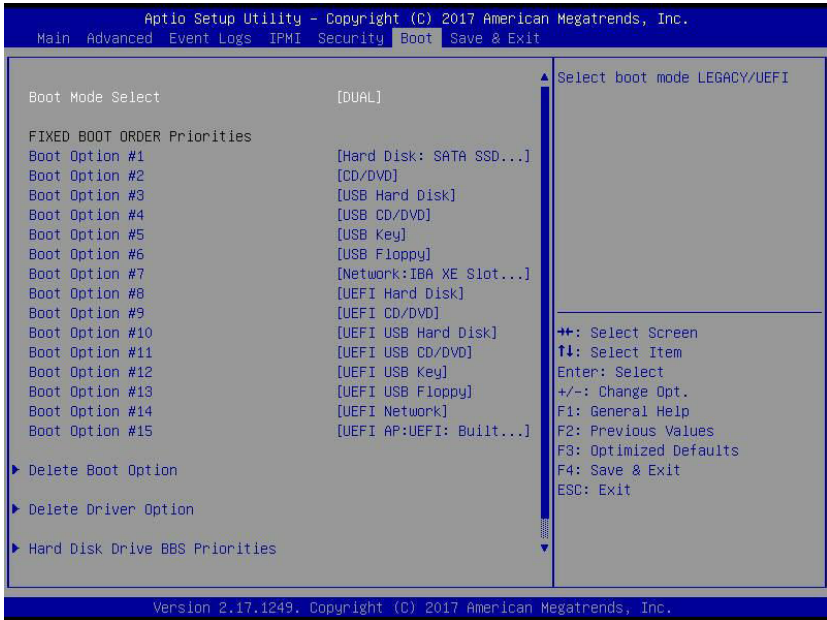 Aptio Setup Utility – Copyright (C) 2017 American Megatrends, Inc.
Main Advanced Event Logs IPMI Security Boot Save & Exit
Boot Mode Select [DUAL]
FIXED BOOT ORDER Priorities
Boot Option #1 [Hard Disk: SATA SSD...]
Boot Option #2 [CD/DVD]
Boot Option #3 [USB Hard Disk]
Boot Option #4 [USB CD/DVD]
Boot Option #5 [USB Key]
Boot Option #6 [USB Floppy]
Boot Option #7 [Network:IBA XE Slot...]
Boot Option #8 [UEFI Hard Disk]
Boot Option #9 [UEFI CD/DVD]
Boot Option #10 [UEFI USB Hard Disk]
Boot Option #11 [UEFI USB CD/DVD]
Boot Option #12 [UEFI USB Key]
Boot Option #13 [UEFI USB Floppy]
Boot Option #14 [UEFI Network]
Boot Option #15 [UEFI AP:UEFI: Built...]
Delete Boot Option
Delete Driver Option
Hard Disk Drive BBS Priorities
Select boot mode LEGACY/UEFI
→←: Select Screen
↑↓: Select Item
Enter: Select
+/-: Change Opt.
F1: General Help
F2: Previous Values
F3: Optimized Defaults
F4: Save & Exit
ESC: Exit
Version 2.17.1249. Copyright (C) 2017 American Megatrends, Inc.